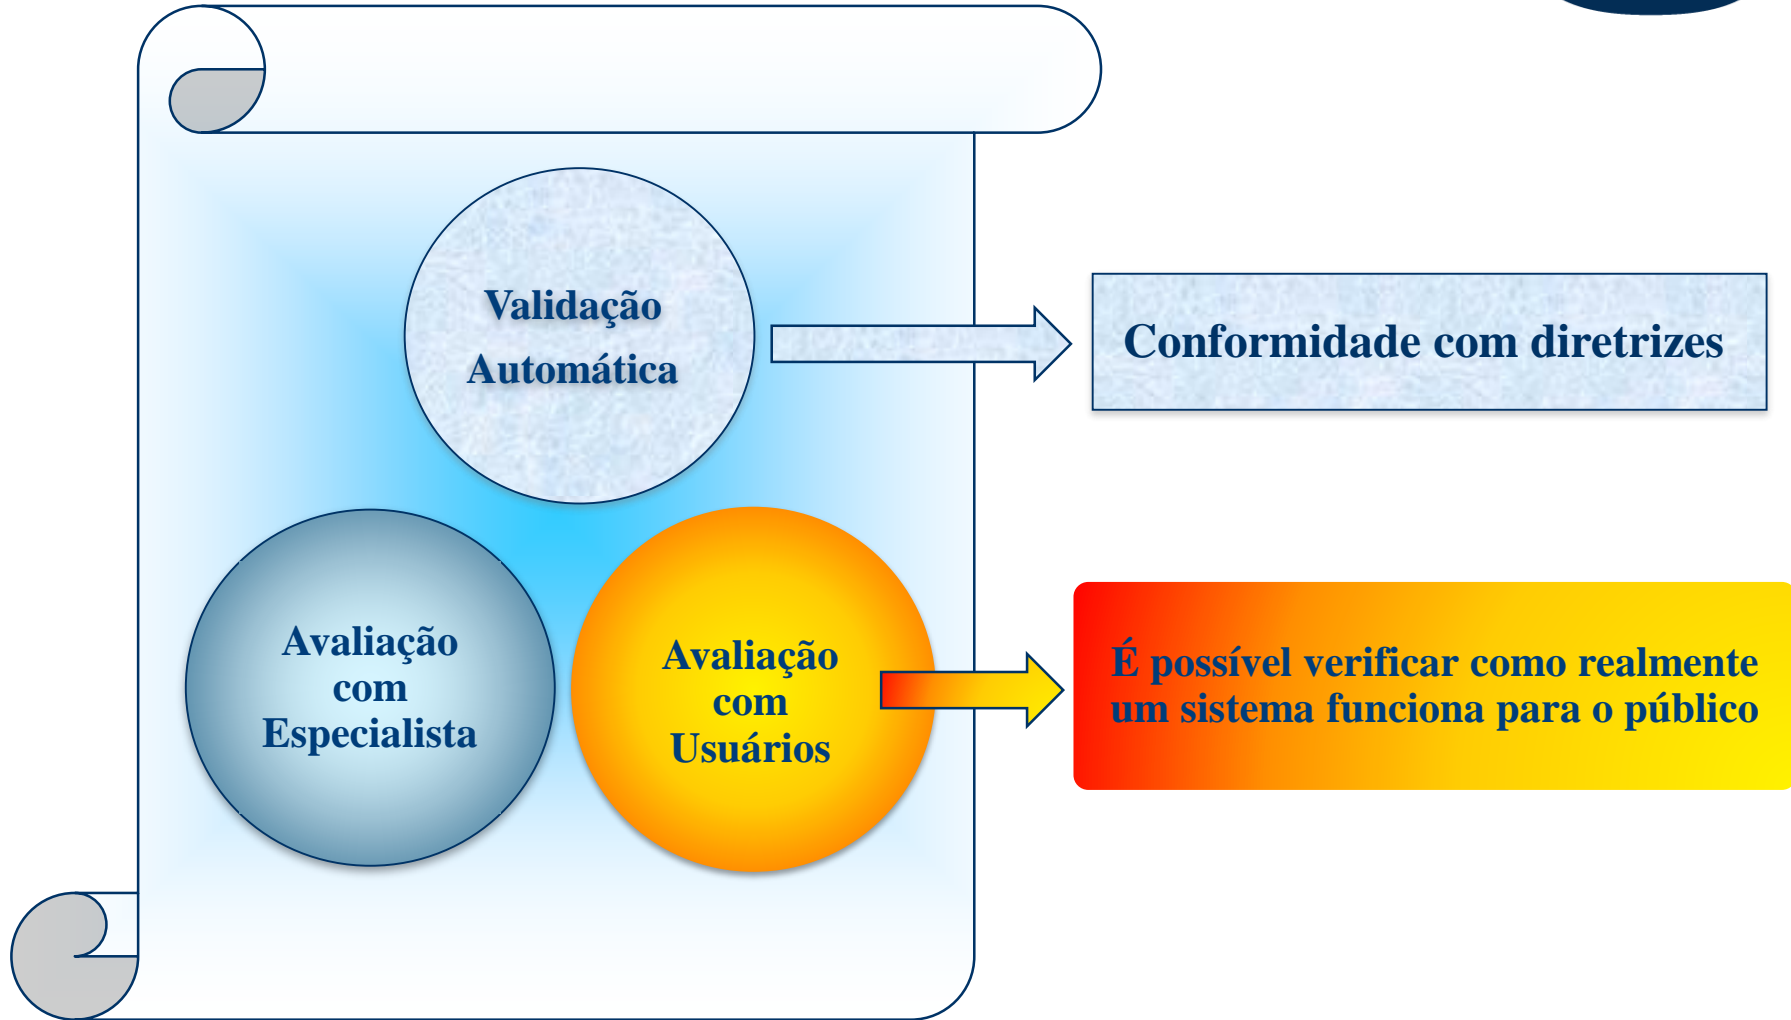 Validação
Automática
Conformidade com diretrizes
Avaliação
com
Especialista
Avaliação
com
Usuários
É possível verificar como realmente
um sistema funciona para o público